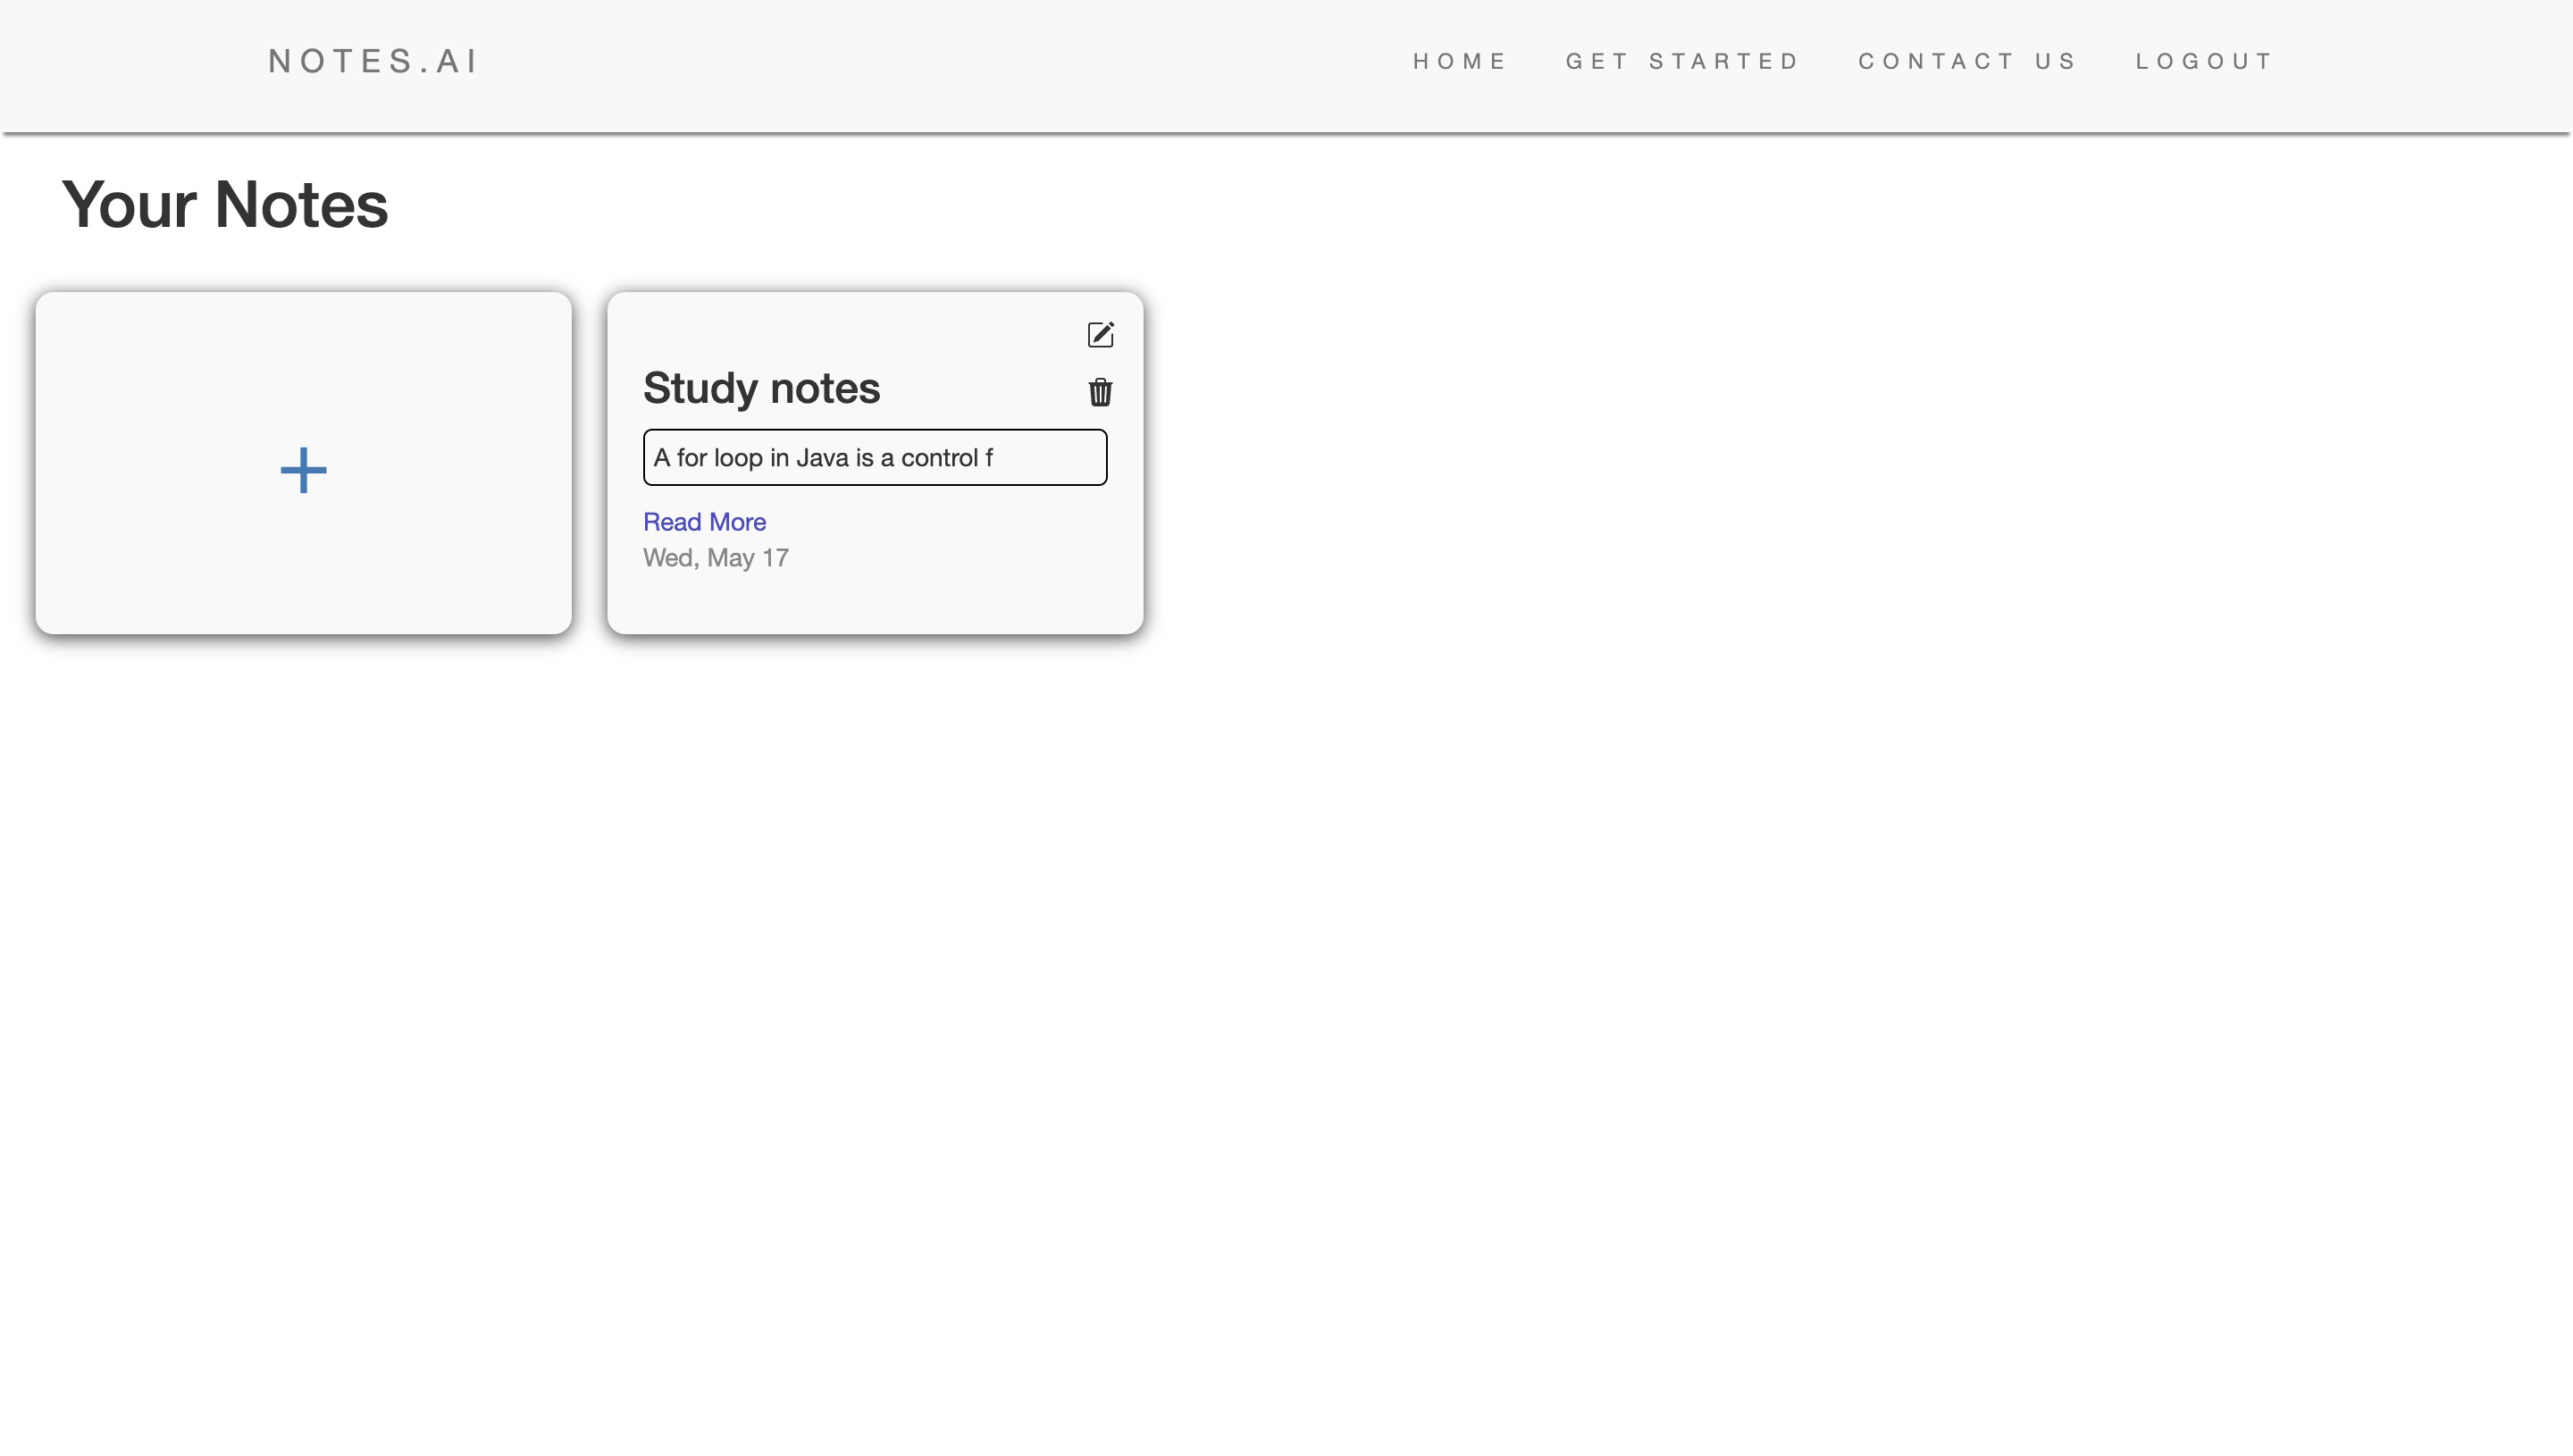 NOTES.AI
HOME GET STARTED CONTACT US LOGOUT
Your Notes
+
Study notes
A for loop in Java is a control f
Read More
Wed, May 17